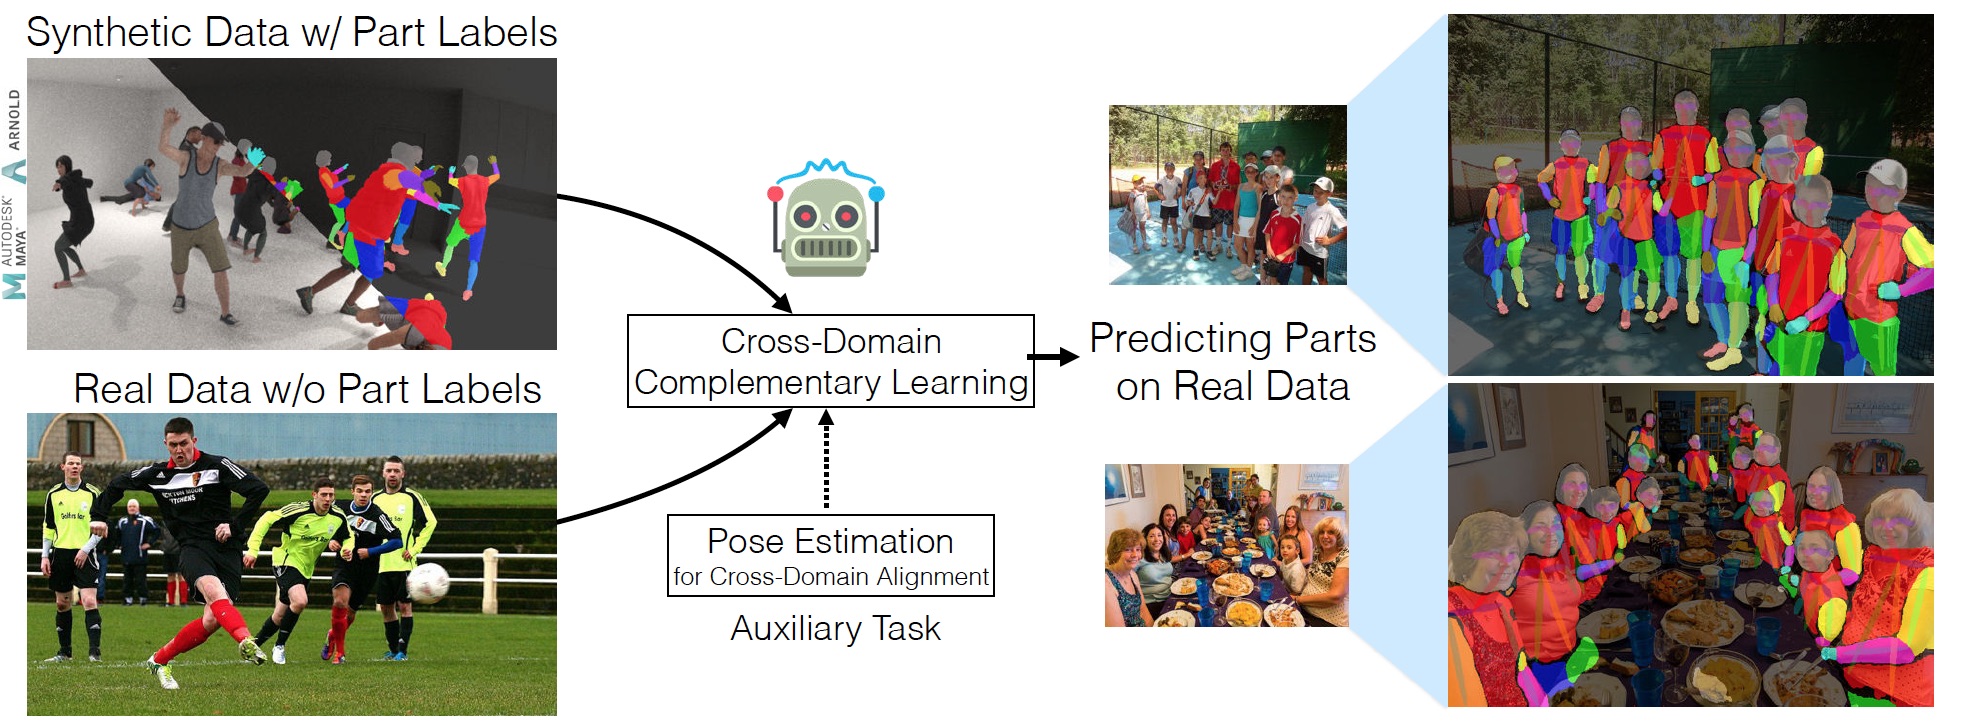 Synthetic Data w/ Part Labels
AUTODESK
MAYA
ARNOLD
Real Data w/o Part Labels
Cross-Domain
Complementary Learning
Pose Estimation
for Cross-Domain Alignment
Auxiliary Task
Predicting Parts
on Real Data